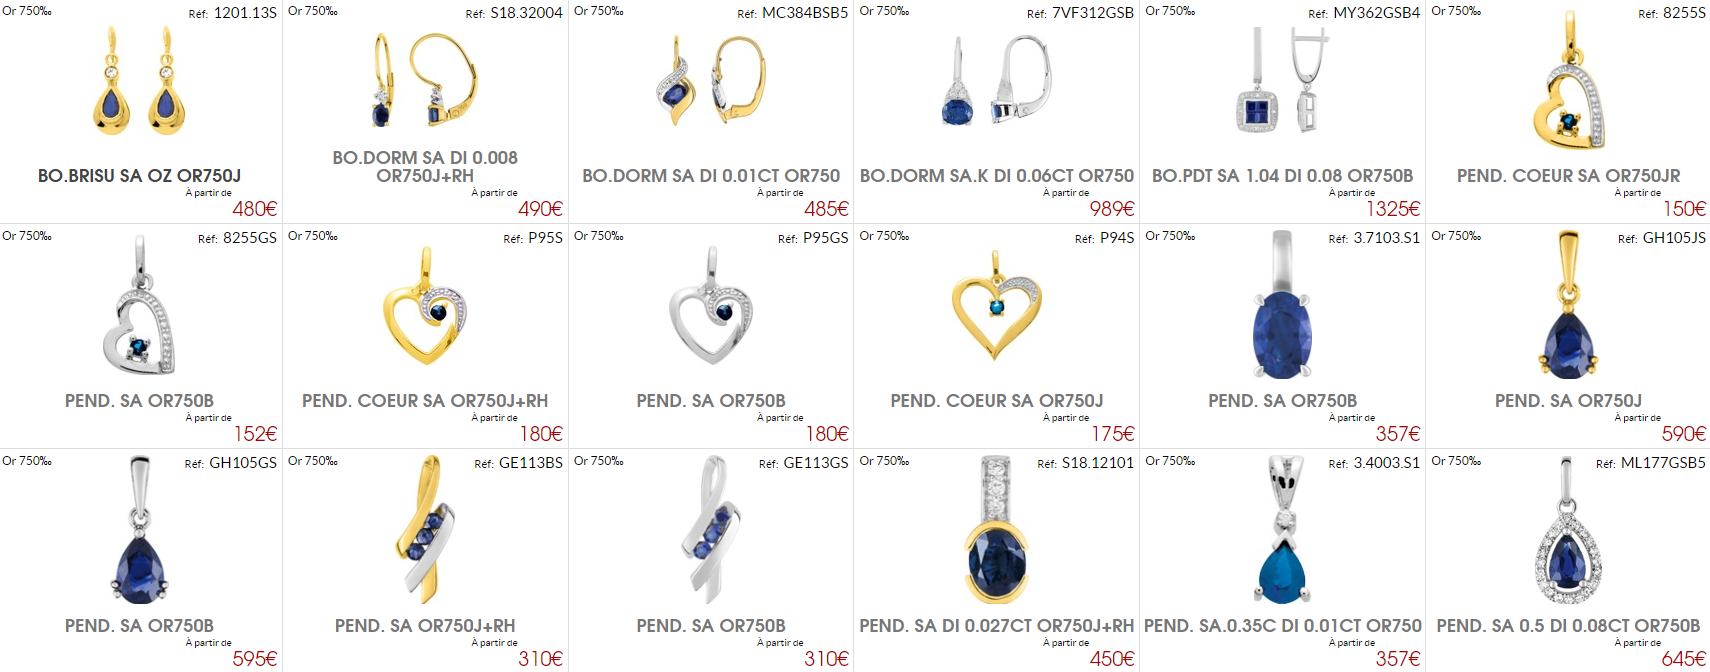 Or 750‰ Réf: 1201.13S
BO.BRISU SA OZ OR750J
À partir de
480€
Or 750‰ Réf: S18.32004
BO.DORM SA DI 0.008
OR750J+RH
À partir de
490€
Or 750‰ Réf: MC384BSB5
BO.DORM SA DI 0.01CT OR750
À partir de
485€
Or 750‰ Réf: 7VF312GSB
BO.DORM SA.K DI 0.06CT OR750
À partir de
989€
Or 750‰ Réf: MY362GSB4
BO.PDT SA 1.04 DI 0.08 OR750B
À partir de
1325€
Or 750‰ Réf: 8255S
PEND. COEUR SA OR750JR
À partir de
150€
Or 750‰ Réf: 8255GS
PEND. SA OR750B
À partir de
152€
Or 750‰ Réf: P95S
PEND. COEUR SA OR750J+RH
À partir de
180€
Or 750‰ Réf: P95GS
PEND. SA OR750B
À partir de
180€
Or 750‰ Réf: P94S
PEND. COEUR SA OR750J
À partir de
175€
Or 750‰ Réf: 3.7103.S1
PEND. SA OR750B
À partir de
357€
Or 750‰ Réf: GH105JS
PEND. SA OR750J
À partir de
590€
Or 750‰ Réf: GH105GS
PEND. SA OR750B
À partir de
595€
Or 750‰ Réf: GE113BS
PEND. SA OR750J+RH
À partir de
310€
Or 750‰ Réf: GE113GS
PEND. SA OR750B
À partir de
310€
Or 750‰ Réf: S18.12101
PEND. SA DI 0.027CT OR750J+RH
À partir de
450€
Or 750‰ Réf: 3.4003.S1
PEND. SA.0.35C DI 0.01CT OR750
À partir de
357€
Or 750‰ Réf: ML177GSB5
PEND. SA 0.5 DI 0.08CT OR750B
À partir de
645€